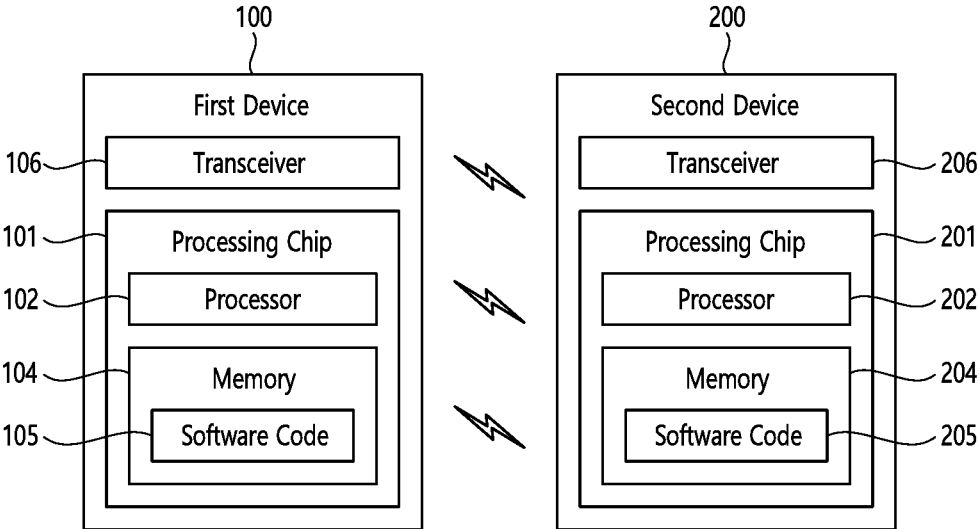 100
200
First Device
Second Device
106
Transceiver
Transceiver
206
101
Processing Chip
Processing Chip
201
102
Processor
Processor
202
104
Memory
Memory
204
105
Software Code
Software Code
205